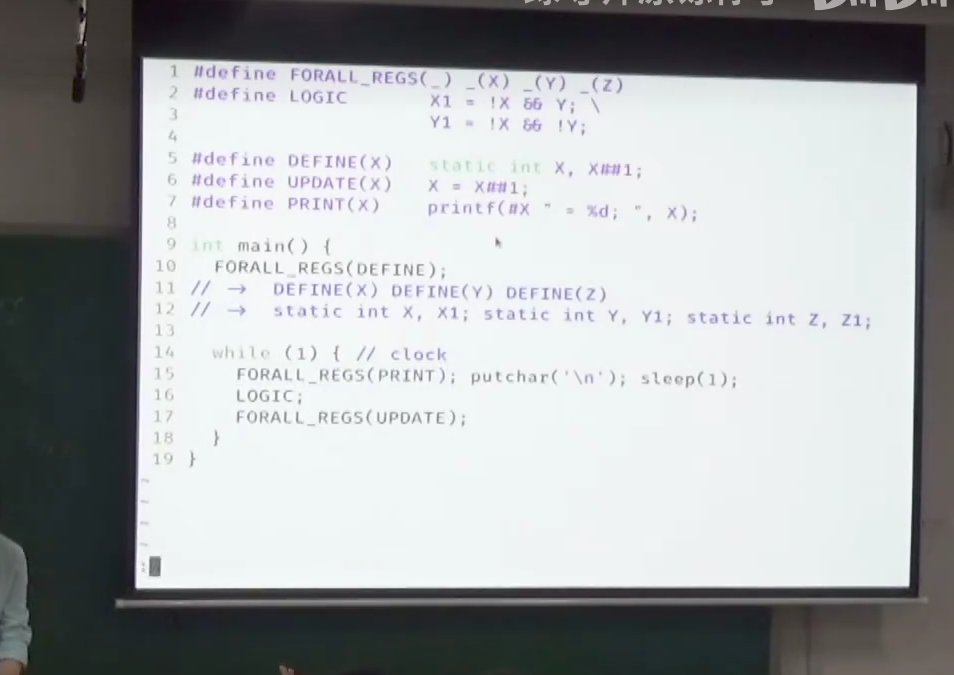 1 #define FORALL_REGS(_) _(X) _(Y) _(Z)
2 #define LOGIC X1 = !X && Y; \
3 Y1 = !X && !Y;
4
5 #define DEFINE(X) static int X, X##1;
6 #define UPDATE(X) X = X##1;
7 #define PRINT(X) printf(#X " = %d; ", X);
8
9 int main() {
10 FORALL_REGS(DEFINE);
11 // → DEFINE(X) DEFINE(Y) DEFINE(Z)
12 // → static int X, X1; static int Y, Y1; static int Z, Z1;
13
14 while (1) { // clock
15 FORALL_REGS(PRINT); putchar('\n'); sleep(1);
16 LOGIC;
17 FORALL_REGS(UPDATE);
18 }
19 }
~
~
~
~